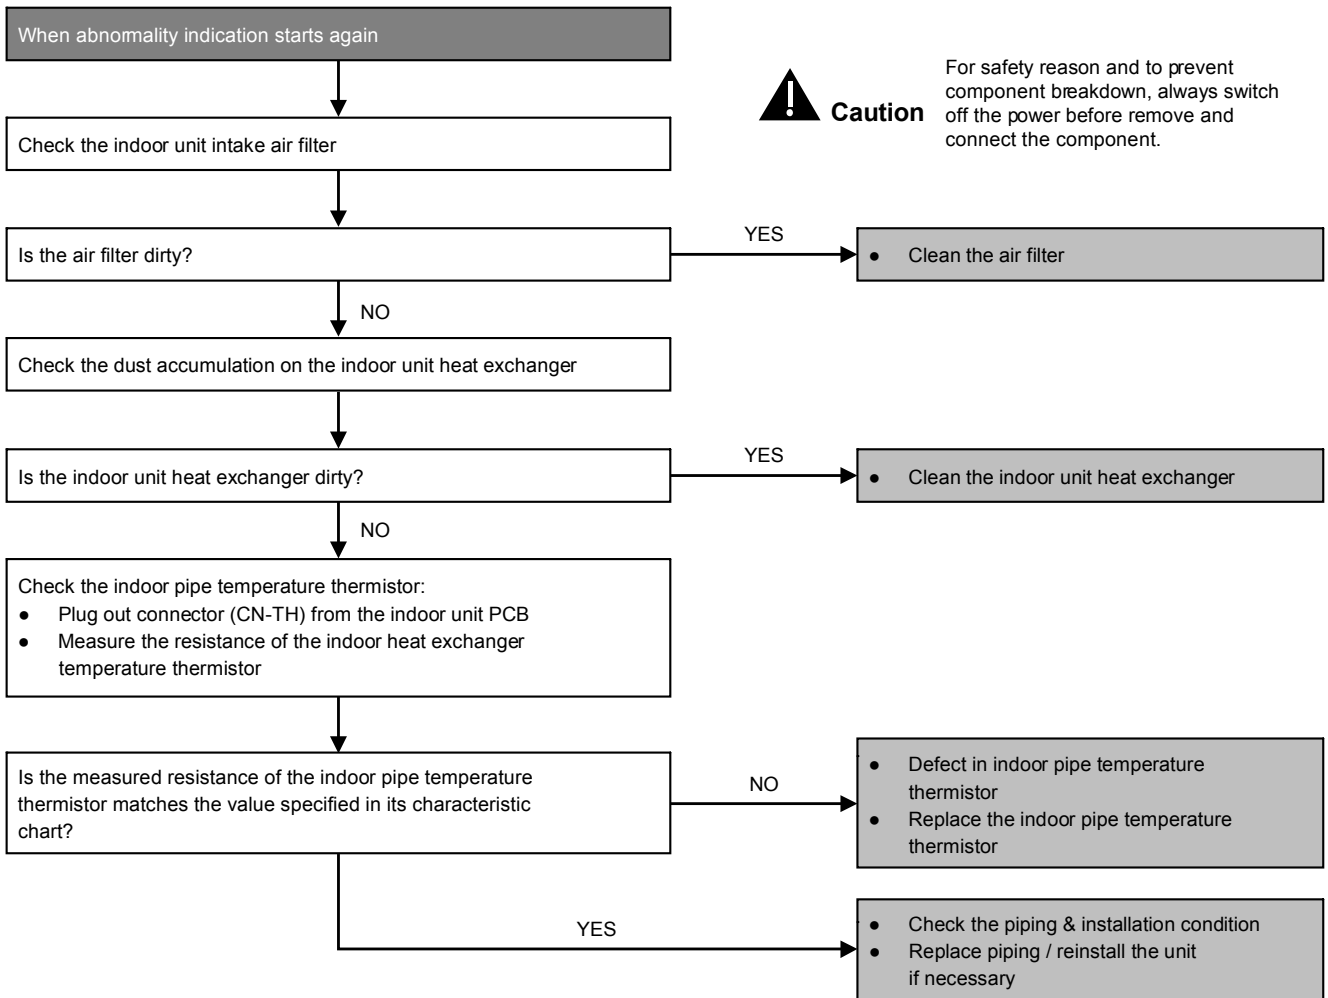 When abnormality indication starts again
For safety reason and to prevent
component breakdown, always switch
off the power before remove and
connect the component.
Caution
Check the indoor unit intake air filter
Is the air filter dirty?
YES
● Clean the air filter
NO
Check the dust accumulation on the indoor unit heat exchanger
Is the indoor unit heat exchanger dirty?
YES
● Clean the indoor unit heat exchanger
NO
Check the indoor pipe temperature thermistor:
● Plug out connector (CN-TH) from the indoor unit PCB
● Measure the resistance of the indoor heat exchanger
temperature thermistor
Is the measured resistance of the indoor pipe temperature
thermistor matches the value specified in its characteristic
chart?
NO
● Defect in indoor pipe temperature
thermistor
● Replace the indoor pipe temperature
thermistor
YES
● Check the piping & installation condition
● Replace piping / reinstall the unit
if necessary